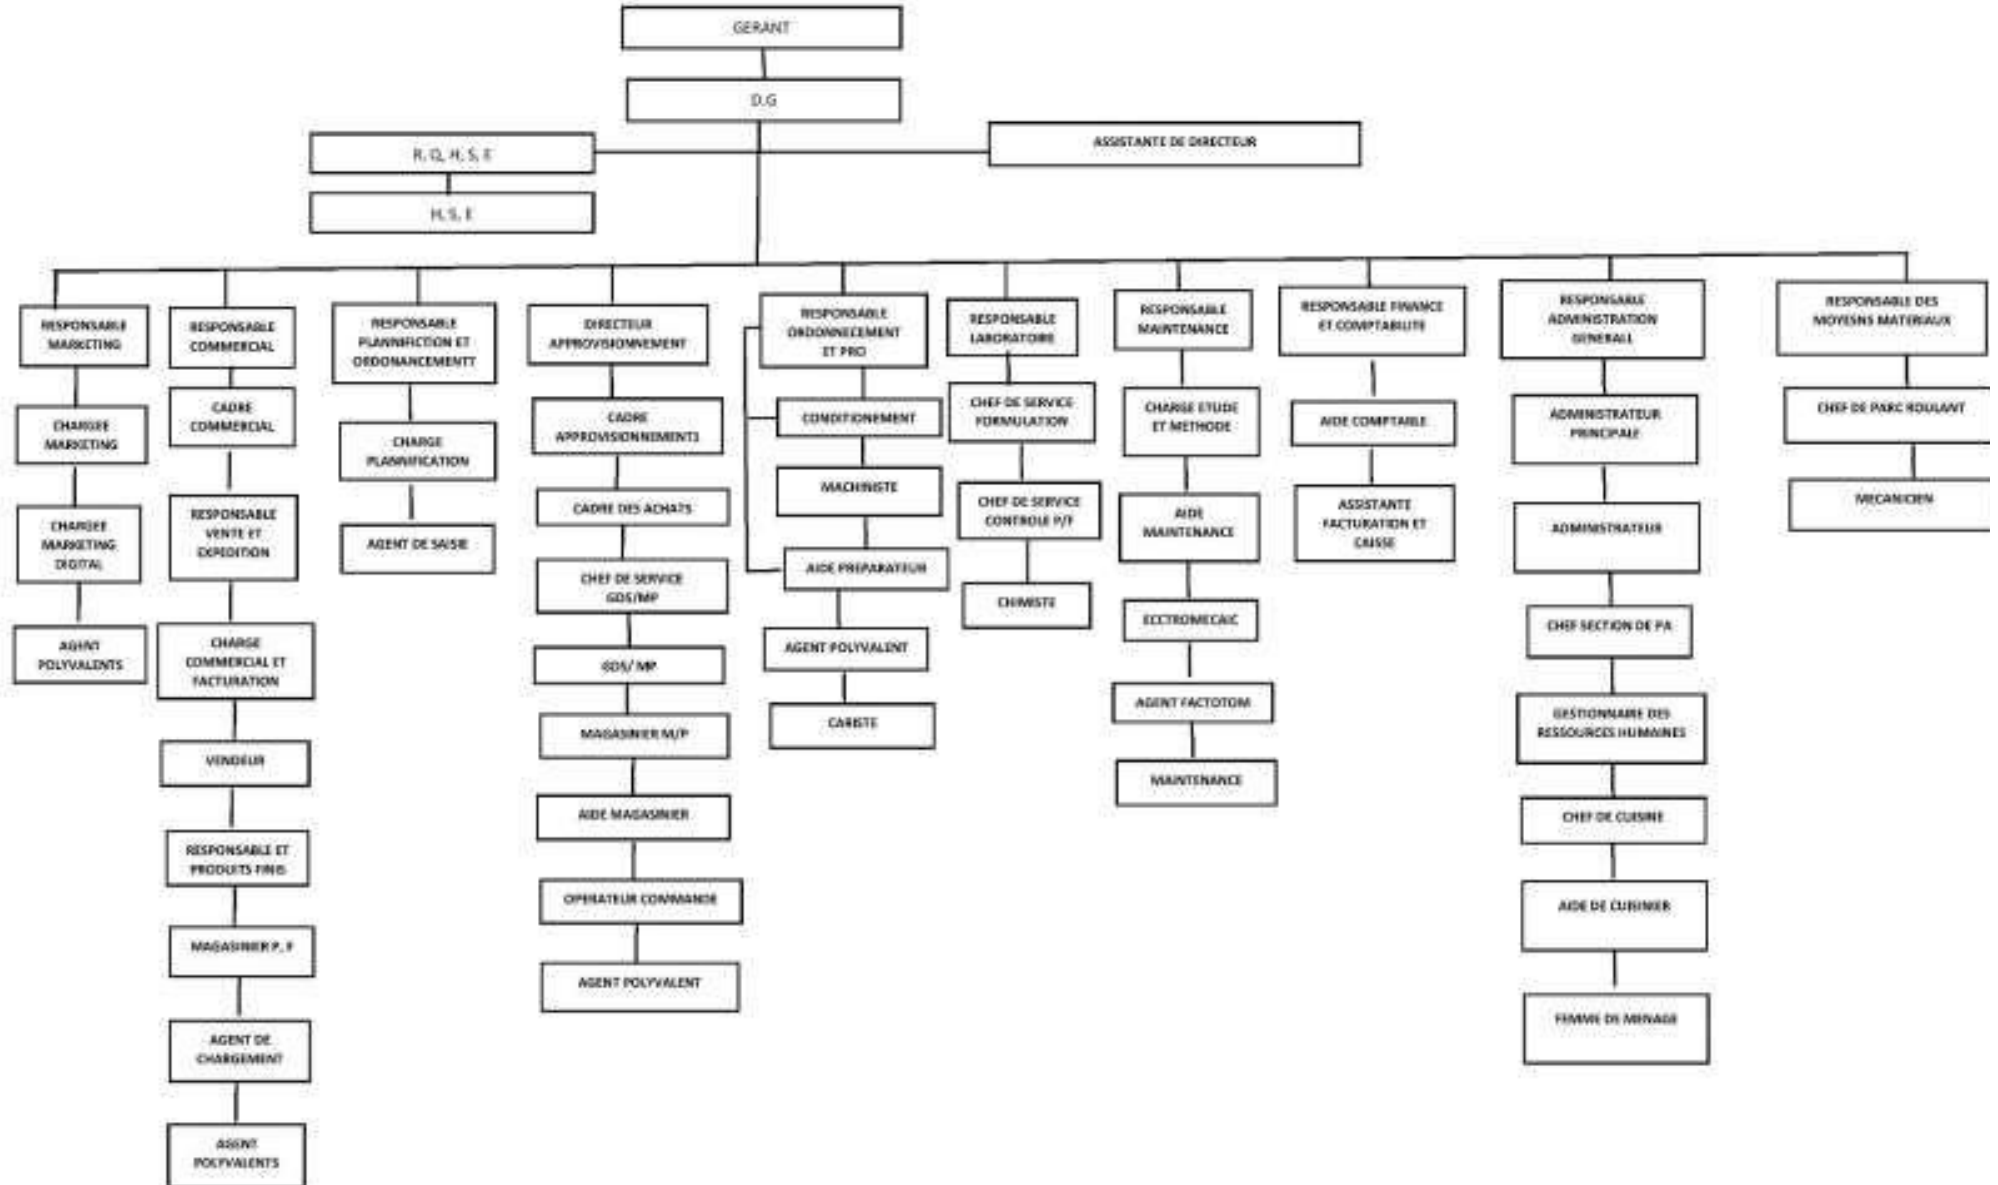 GERANT
D.G
R, Q, H, S, E
ASSISTANTE DE DIRECTEUR
H, S, E
RESPONSABLE
MARKETING
CHARGEE
MARKETING
CHARGEE
MARKETING
DIGITAL
AGENT
POLYVALENTS
RESPONSABLE
COMMERCIAL
CADRE
COMMERCIAL
RESPONSABLE
VENTE ET
EXPEDITION
CHARGE
COMMERCIAL ET
FACTURATION
VENDEUR
RESPONSABLE ET
PRODUITS FINIS
MAGASINIER P, F
AGENT DE
CHARGEMENT
AGENT
POLYVALENTS
RESPONSABLE
PLANNIFICTION ET
ORDONANCEMENTT
CHARGE
PLANNIFICATION
AGENT DE SAISIE
DIRECTEUR
APPROVISIONNEMENT
CADRE
APPROVISIONNEMENT1
CADRE DES ACHATS
CHEF DE SERVICE
GDS/MP
GDS/ MP
MAGASINIER M/P
AIDE MAGASINIER
OPERATEUR COMMANDE
AGENT POLYVALENT
RESPONSABLE
ORDONNECEMENT
ET PRO
CONDITIONEMENT
MACHINISTE
AIDE PREPARATEUR
AGENT POLYVALENT
CARISTE
RESPONSABLE
LABORATOIRE
CHEF DE SERVICE
FORMULATION
CHEF DE SERVICE
CONTROLE P/F
CHIMISTE
RESPONSABLE
MAINTENANCE
CHARGE ETUDE
ET METHODE
AIDE
MAINTENANCE
ECCTROMECAIC
AGENT FACTOTOM
MAINTENANCE
RESPONSABLE FINANCE
ET COMPTABILITE
AIDE COMPTABLE
ASSISTANTE
FACTURATION ET
CAISSE
RESPONSABLE
ADMINISTRATION
GENERALL
ADMINISTRATEUR
PRINCIPALE
ADMINISTRATEUR
CHEF SECTION DE PA
GESTIONNAIRE DES
RESSOURCES HUMAINES
CHEF DE CUISINE
AIDE DE CUISINIER
FEMME DE MENAGE
RESPONSABLE DES
MOYESNS MATERIAUX
CHEF DE PARC ROULANT
MECANICIEN